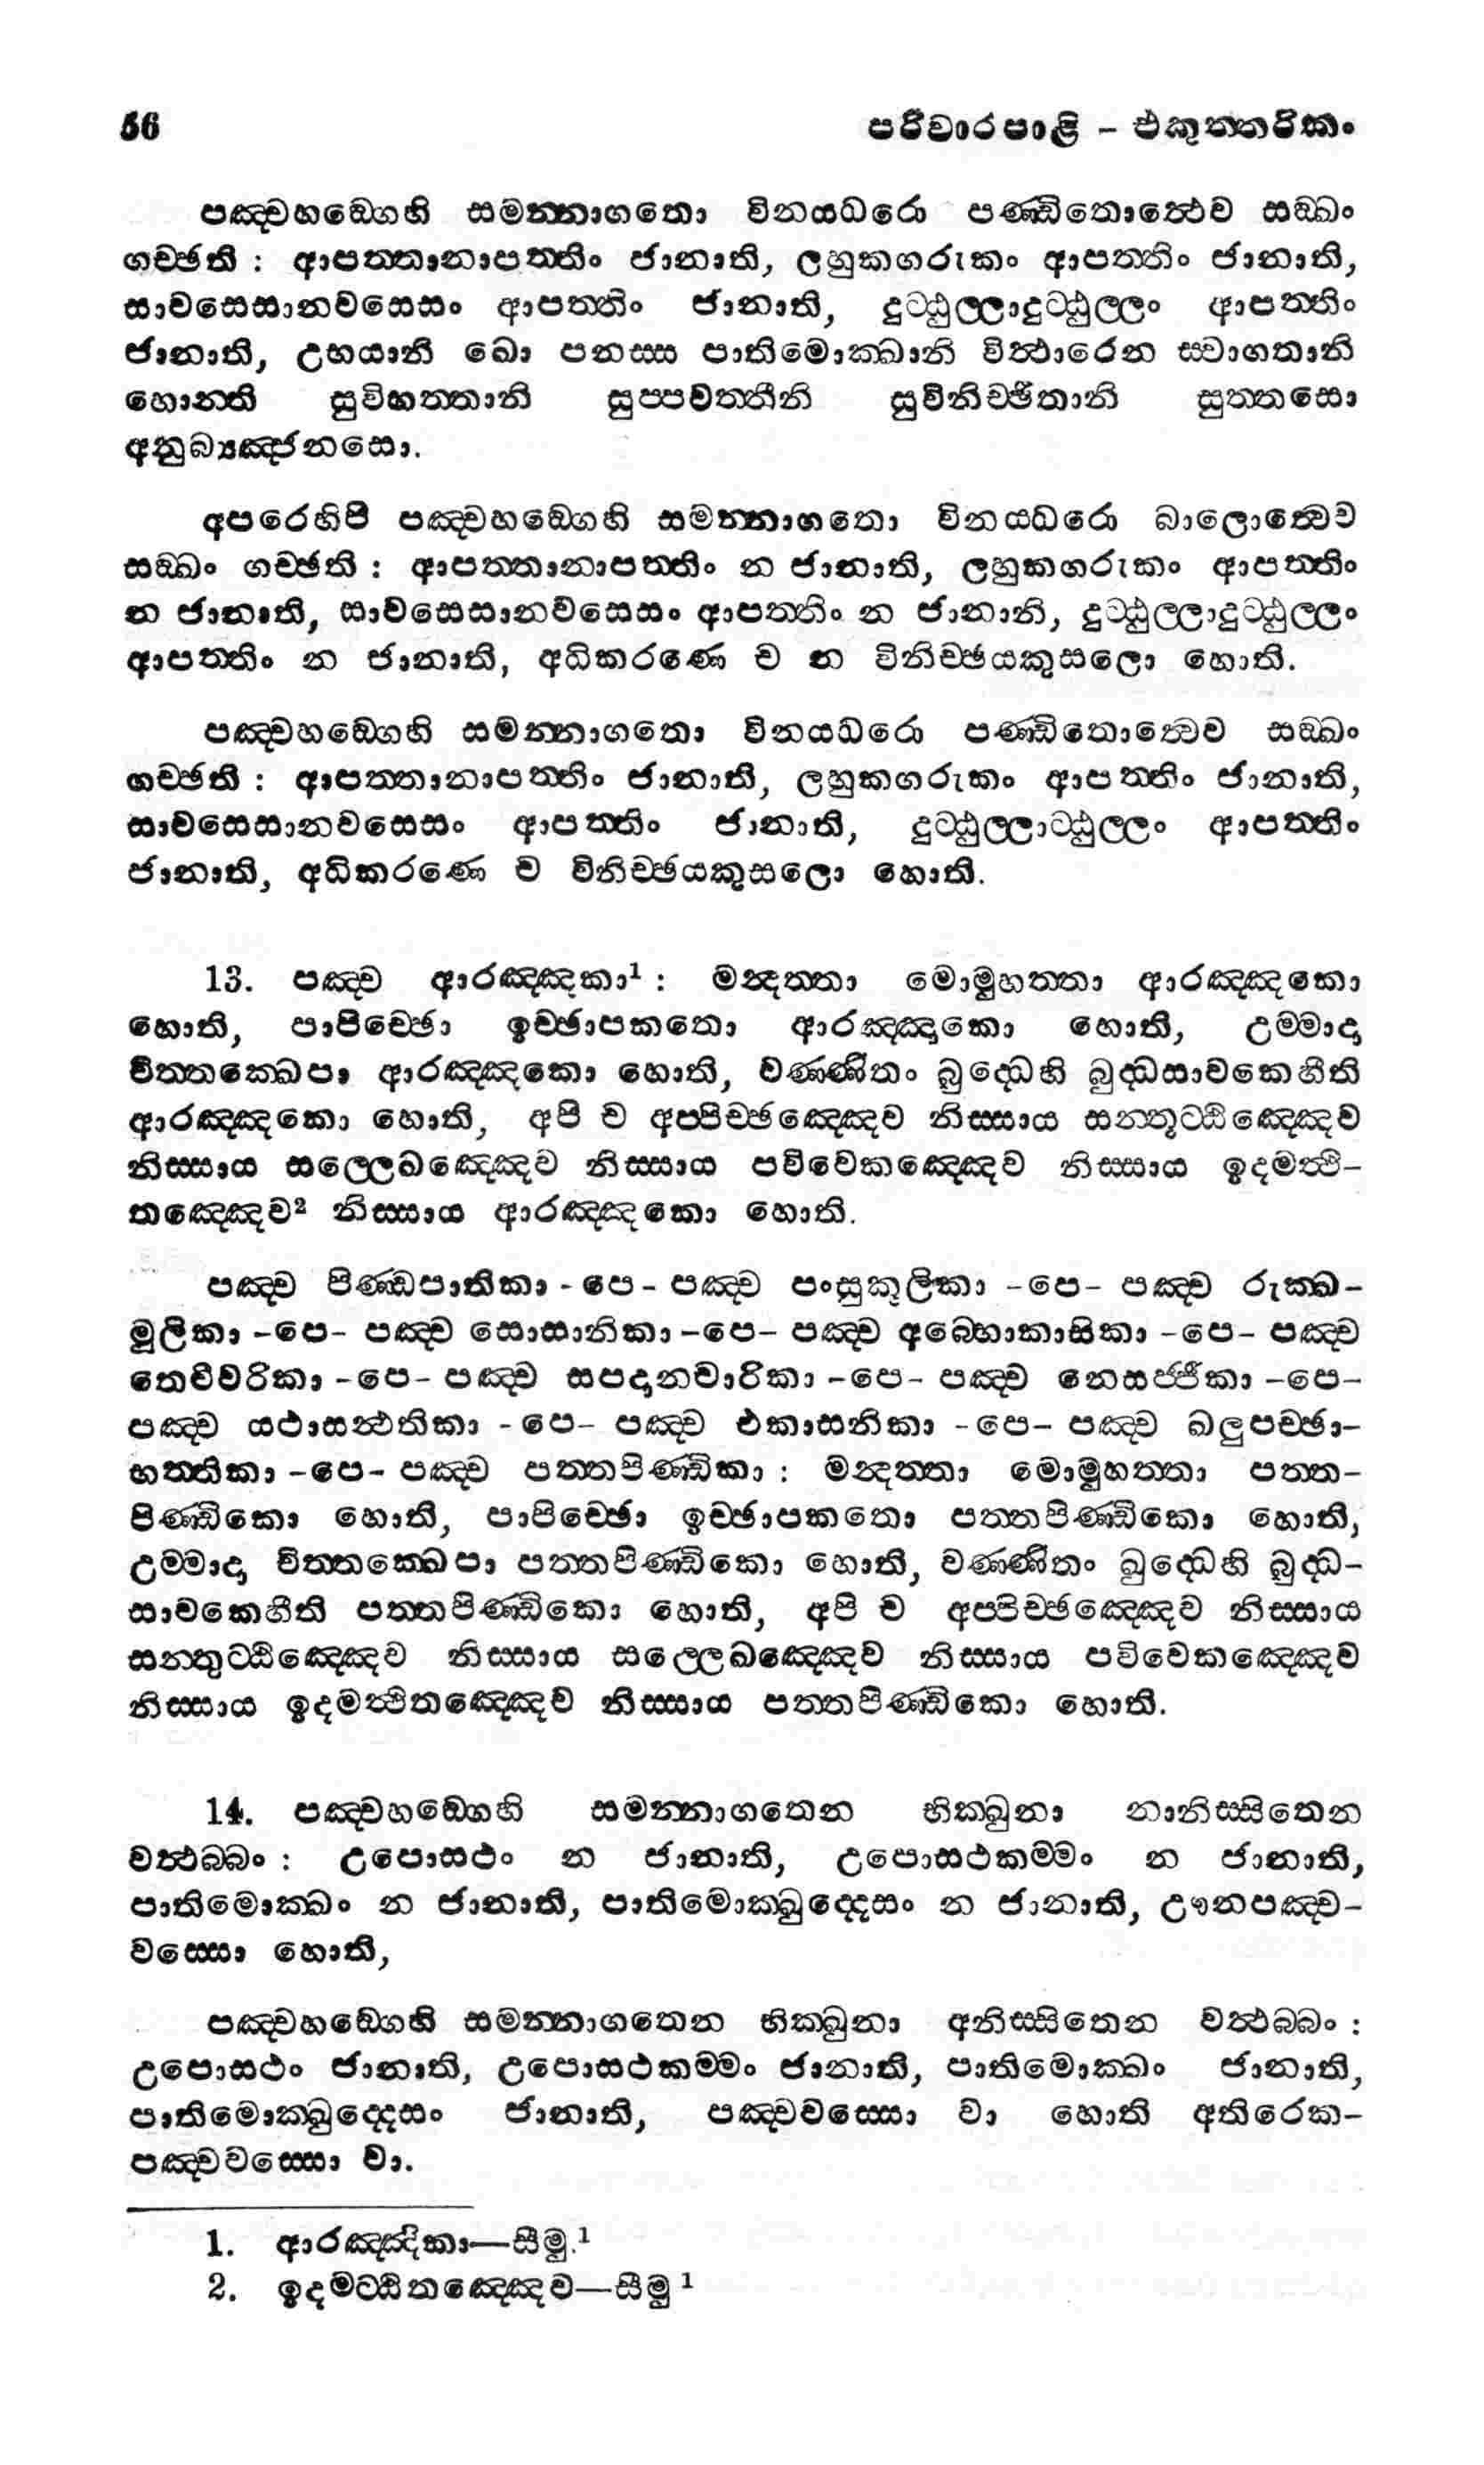 56 පරිවාරපාළි – එකුත්තරිකං
පඤ්චහඞ්ගෙහි සමන්නාගතො විනයධරො පණ්ඩිතොත්‍වෙව සඞ්ඛං
ගච්ඡති : ආපත්තානාපත්තිං ජානාති, ලහුකගරුකං ආපත්තිං ජානාති,
සාවසෙසානවසෙසං ආපත්තිං ජානාති, දුට්ඨුල්ලාදුට්ඨුල්ලං ආපත්තිං
ජානාති, උභයානි ඛො පනස්ස පාතිමොක්ඛානි විත්‍ථාරෙන ස්වාගතානි
හොන්ති සුවිභත්තානි සුප්පවත්තීනි සුවිනිච්ඡිතානි සුත්තසො
අනුබ්‍යඤ්ජනසො.
අපරෙහිපි පඤ්චහඞ්ගෙහි සමන්නාගතො විනයධරො බාලොත්‍වෙව
සඞ්ඛං ගච්ඡති : ආපත්තානාපත්තිං න ජානාති, ලහුකගරුකං ආපත්තිං
න ජානාති, සාවසෙසානවසෙසං ආපත්තිං න ජානානි, දුට්ඨුල්ලාදුට්ඨුල්ලං
ආපත්තිං න ජානාති, අධිකරණෙ ච න විනිච්ඡයකුසලො හොති.
පඤ්චහඞ්ගෙහි සමන්නාගතො විනයධරො පණ්ඩිතොත්‍වෙව සඞ්ඛං
ගච්ඡති : ආපත්තානාපත්තිං ජානාති, ලහුකගරුකං ආපත්තිං ජානාති,
සාවසෙසානවසෙසං ආපත්තිං ජානාති, දුට්ඨුල්ලාට්ඨුල්ලං ආපත්තිං
ජානාති, අධිකරණෙ ච විනිච්ඡයකුසලො හොති.
13. පඤ්ච ආරඤ්ඤකා¹ : මන්‍දත්තා මොමුහත්තා ආරඤ්ඤකො
හොති, පාපිච්ඡො ඉච්ඡාපකතො ආරඤ්ඤාකො හොති, උම්මාදා
චිත්තක්ඛෙපා ආරඤ්ඤකො හොති, වණ්ණිතං බුද්ධෙහි බුද්ධසාවකෙහීති
ආරඤ්ඤකො හොති, අපි ච අප්පිච්ඡඤ්ඤෙව නිස්සාය සන්තූට්ඨිඤ්ඤෙව
නිස්සාය සල්ලෙඛඤ්ඤෙව නිස්සාය පවිවෙකඤ්ඤෙව නිස්සාය ඉදමත්‍ථි–
තඤ්ඤෙව² නිස්සාය ආරඤ්ඤකො හොති.
පඤ්ච පිණ්ඩපාතිකා - පෙ - පඤ්ච පංසුකූලිකා –පෙ– පඤ්ච රුක්ඛ–
මූලිකා –පෙ– පඤ්ච සොසානිකා –පෙ– පඤ්ච අබ්භොකාසිකා –පෙ– පඤ්ච
තෙචීවරිකා –පෙ– පඤ්ච සපදානචාරිකා –පෙ– පඤ්ච නෙසජ්ජිකා –පෙ–
පඤ්ච යථාසන්‍ථතිකා –පෙ– පඤ්ච එකාසනිකා –පෙ– පඤ්ච ඛලුපච්ඡා–
භත්තිකා –පෙ– පඤ්ච පත්තපිණ්ඩිකා : මන්‍දත්තා මොමුහත්තා පත්ත–
පිණ්ඩිකො හොති, පාපිච්ඡො ඉච්ඡාපකතො පත්තපිණ්ඩිකො හොති,
උම්මාදා චිත්තක්ඛෙපා පත්තපිණ්ඩිකො හොති, වණ්ණිතං බුද්ධෙහි බුද්ධ–
සාවකෙහීති පත්තපිණ්ඩිකො හොති, අපි ච අප්පිච්ඡඤ්ඤෙව නිස්සාය
සන්තුට්ඨිඤ්ඤෙව නිස්සාය සල්ලෙඛඤ්ඤෙව නිස්සාය පවිවෙකඤ්ඤෙව
නිස්සාය ඉදමත්‍ථිතඤ්ඤෙව නිස්සාය පත්තපිණ්ඩිකො හොති.
14. පඤ්චහඞ්ගෙහි සමන්නාගතෙන භික්ඛුනා නානිස්සිතෙන
වත්‍ථබ්බං : උපොසථං න ජානාති, උපොසථකම්මං න ජානාති,
පාතිමොක්ඛං න ජානාති, පාතිමොක්ඛුද්දෙසං න ජානාති, ඌනපඤ්ච–
වස්සො හොති,
පඤ්චහඞ්ගෙහි සමන්නාගතෙන භික්ඛුනා අනිස්සිතෙන වත්‍ථබ්බං :
උපොසථං ජානාති, උපොසථකම්මං ජානාති, පාතිමොක්ඛං ජානාති,
පාතිමොක්ඛුද්දෙසං ජානාති, පඤ්චවස්සො වා හොති අතිරෙක–
පඤ්චවස්සො වා.
1. ආරඤ්ඤිකා—සීමු.¹
2. ඉදමට්ඨිතඤ්ඤෙව—සීමු ¹